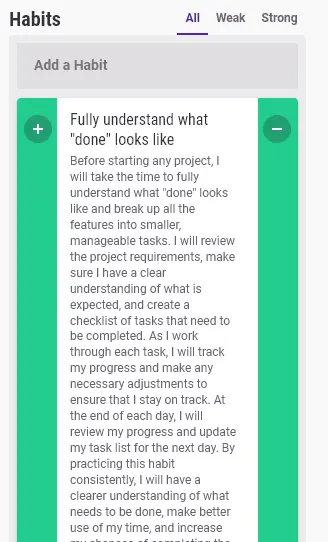 Habits
All Weak Strong
Add a Habit
Fully understand what
"done" looks like
Before starting any project, I
will take the time to fully
understand what "done" looks
like and break up all the
features into smaller,
manageable tasks. I will review
the project requirements, make
sure I have a clear
understanding of what is
expected, and create a
checklist of tasks that need to
be completed. As I work
through each task, I will track
my progress and make any
necessary adjustments to
ensure that I stay on track. At
the end of each day, I will
review my progress and update
my task list for the next day. By
practicing this habit
consistently, I will have a
clearer understanding of what
needs to be done, make better
use of my time, and increase
my chances of completing the